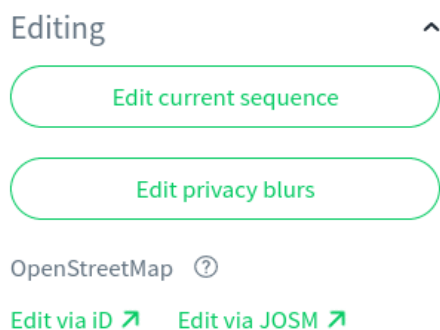 Editing
Edit current sequence
Edit privacy blurs
OpenStreetMap ?
Edit via iD Edit via JOSM